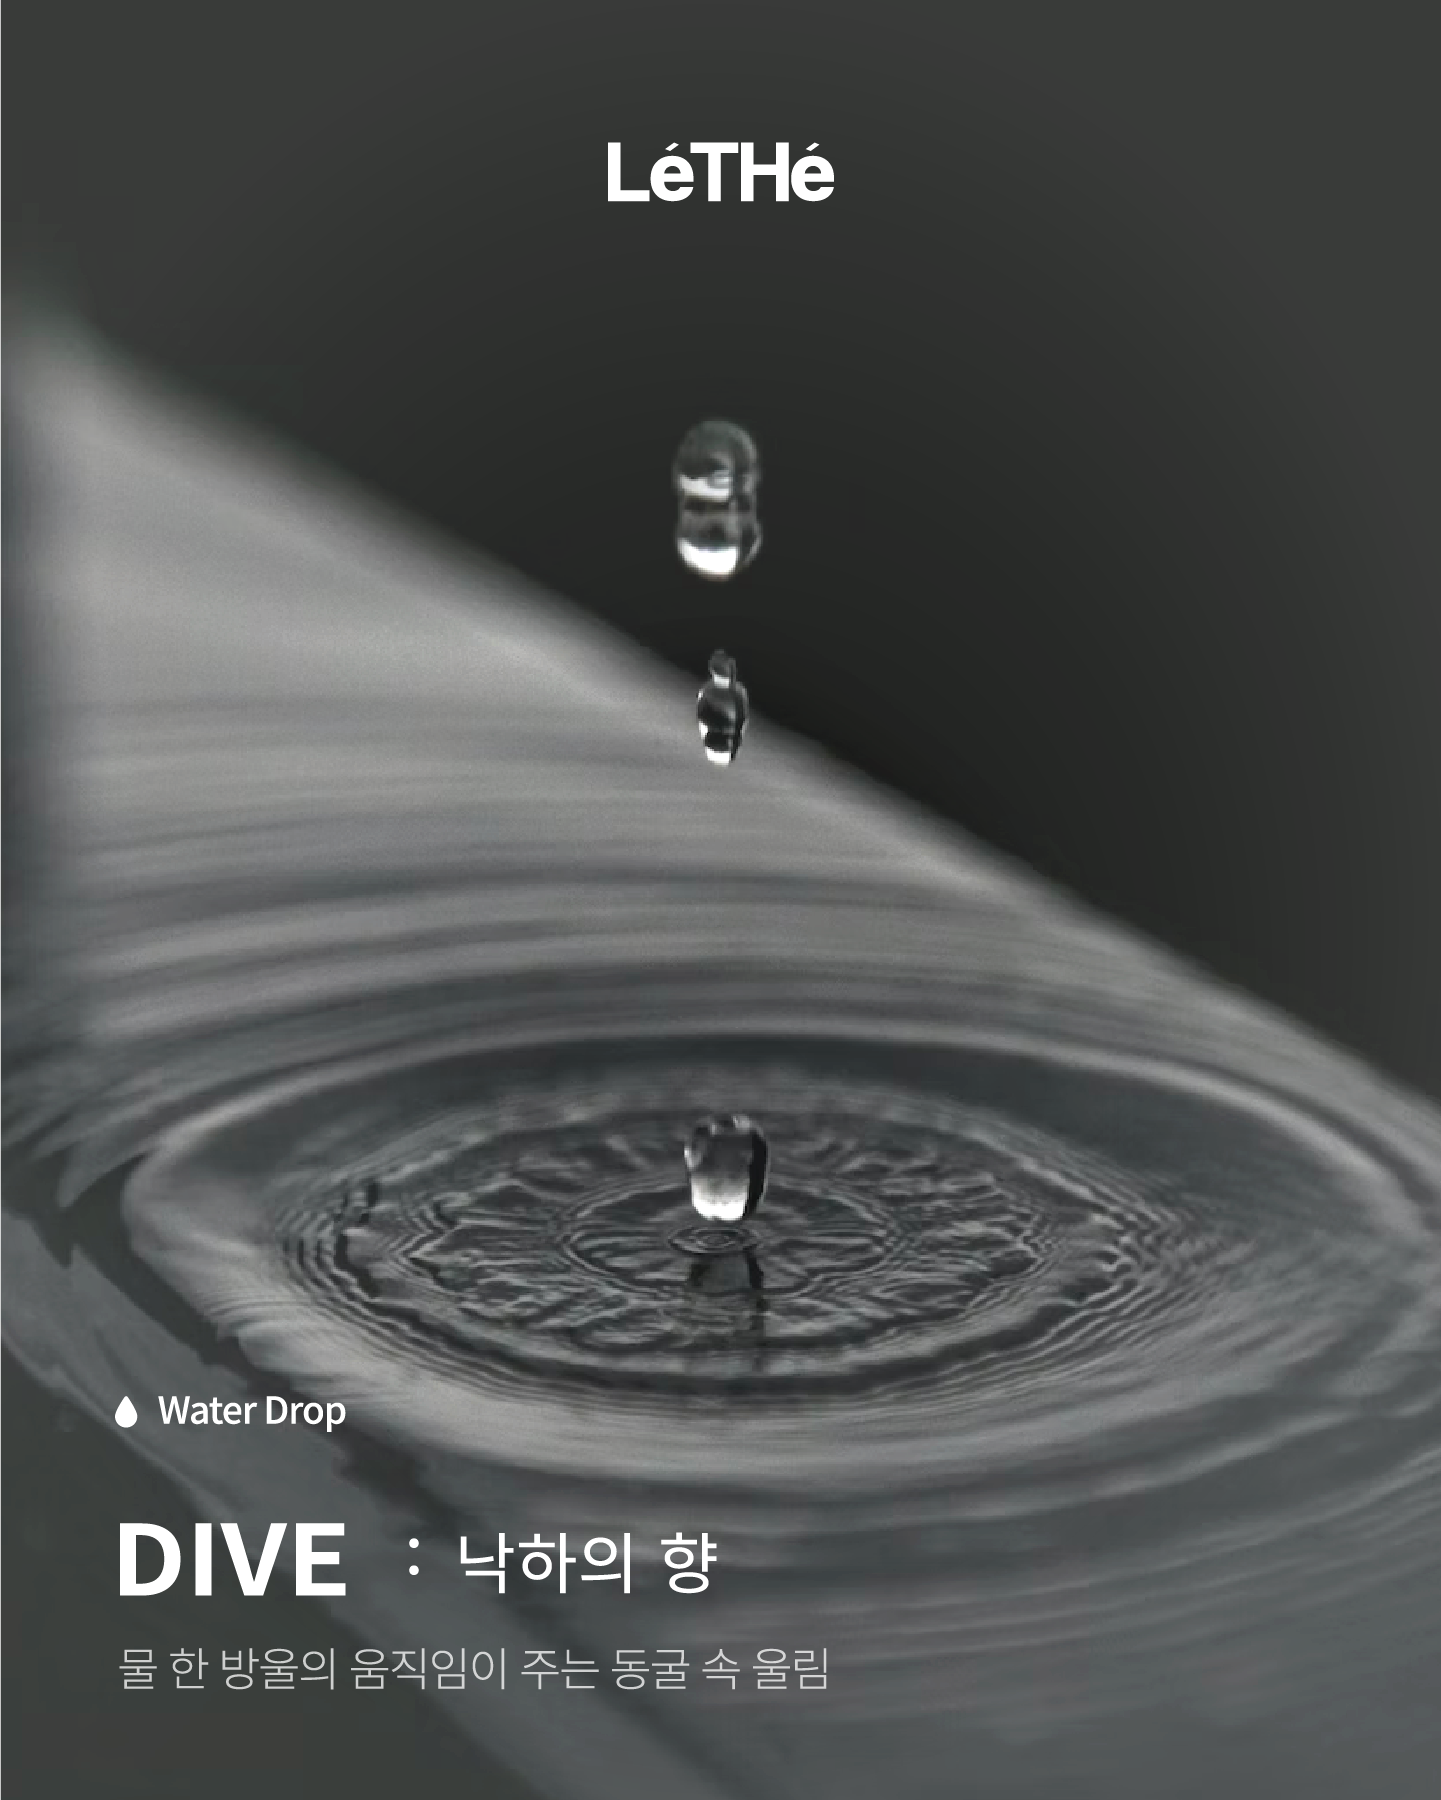 LéTHé
Water Drop
DIVE : 낙하의 향
물 한 방울의 움직임이 주는 동굴 속 울림